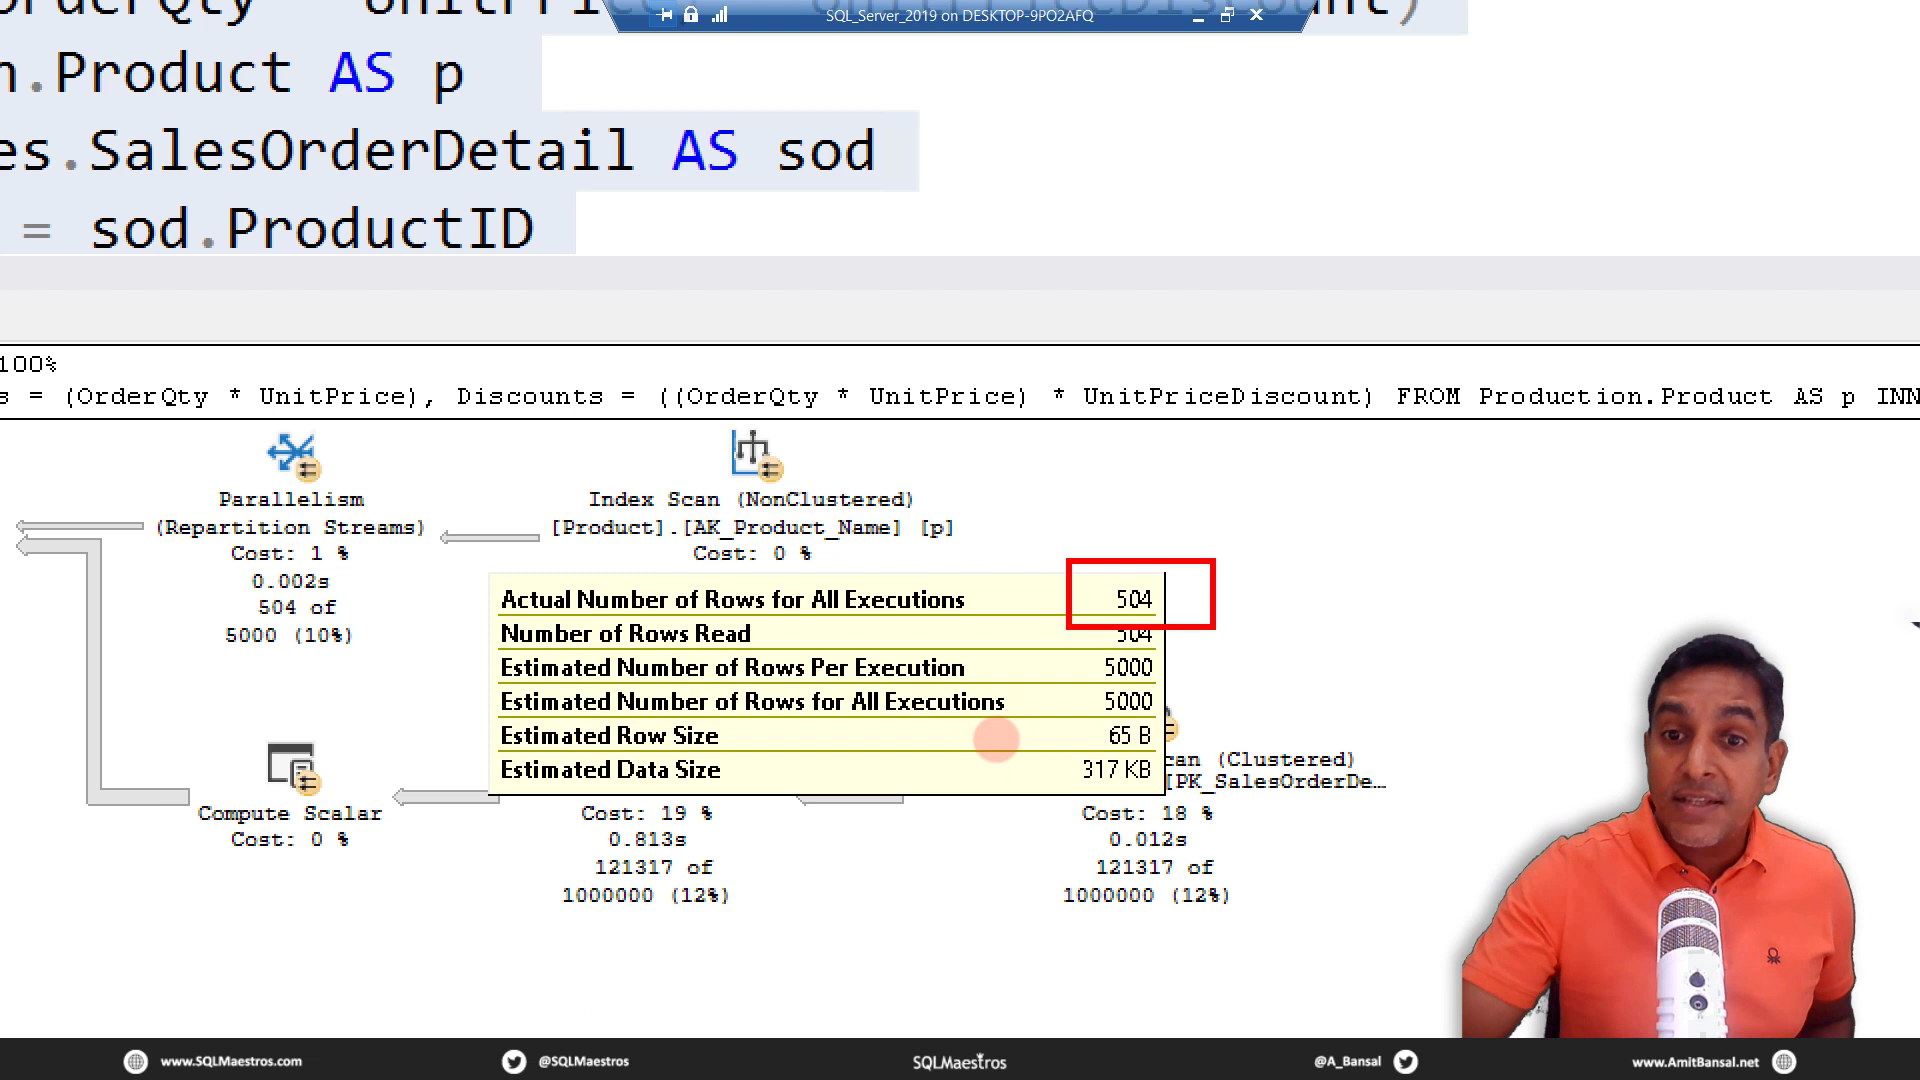 SQL_Server_2019 on DESKTOP-9PO2AFQ
n.Product AS p
es.SalesOrderDetail AS sod
= sod.ProductID
100%
s = (OrderQty * UnitPrice), Discounts = ((OrderQty * UnitPrice) * UnitPriceDiscount) FROM Production.Product AS p INN
Parallelism
(Repartition Streams)
Cost: 1 %
0.002s
504 of
5000 (10%)
Index Scan (NonClustered)
[Product].[AK_Product_Name] [p]
Cost: 0 %
Actual Number of Rows for All Executions 504
Number of Rows Read 504
Estimated Number of Rows Per Execution 5000
Estimated Number of Rows for All Executions 5000
Estimated Row Size 65 B
Estimated Data Size 317 KB
Compute Scalar
Cost: 0 %
Cost: 19 %
0.813s
121317 of
1000000 (12%)
can (Clustered)
[PK_SalesOrderDe…
Cost: 18 %
0.012s
121317 of
1000000 (12%)
www.SQLMaestros.com
@SQLMaestros
SQLMaestros
@A_Bansal
www.AmitBansal.net